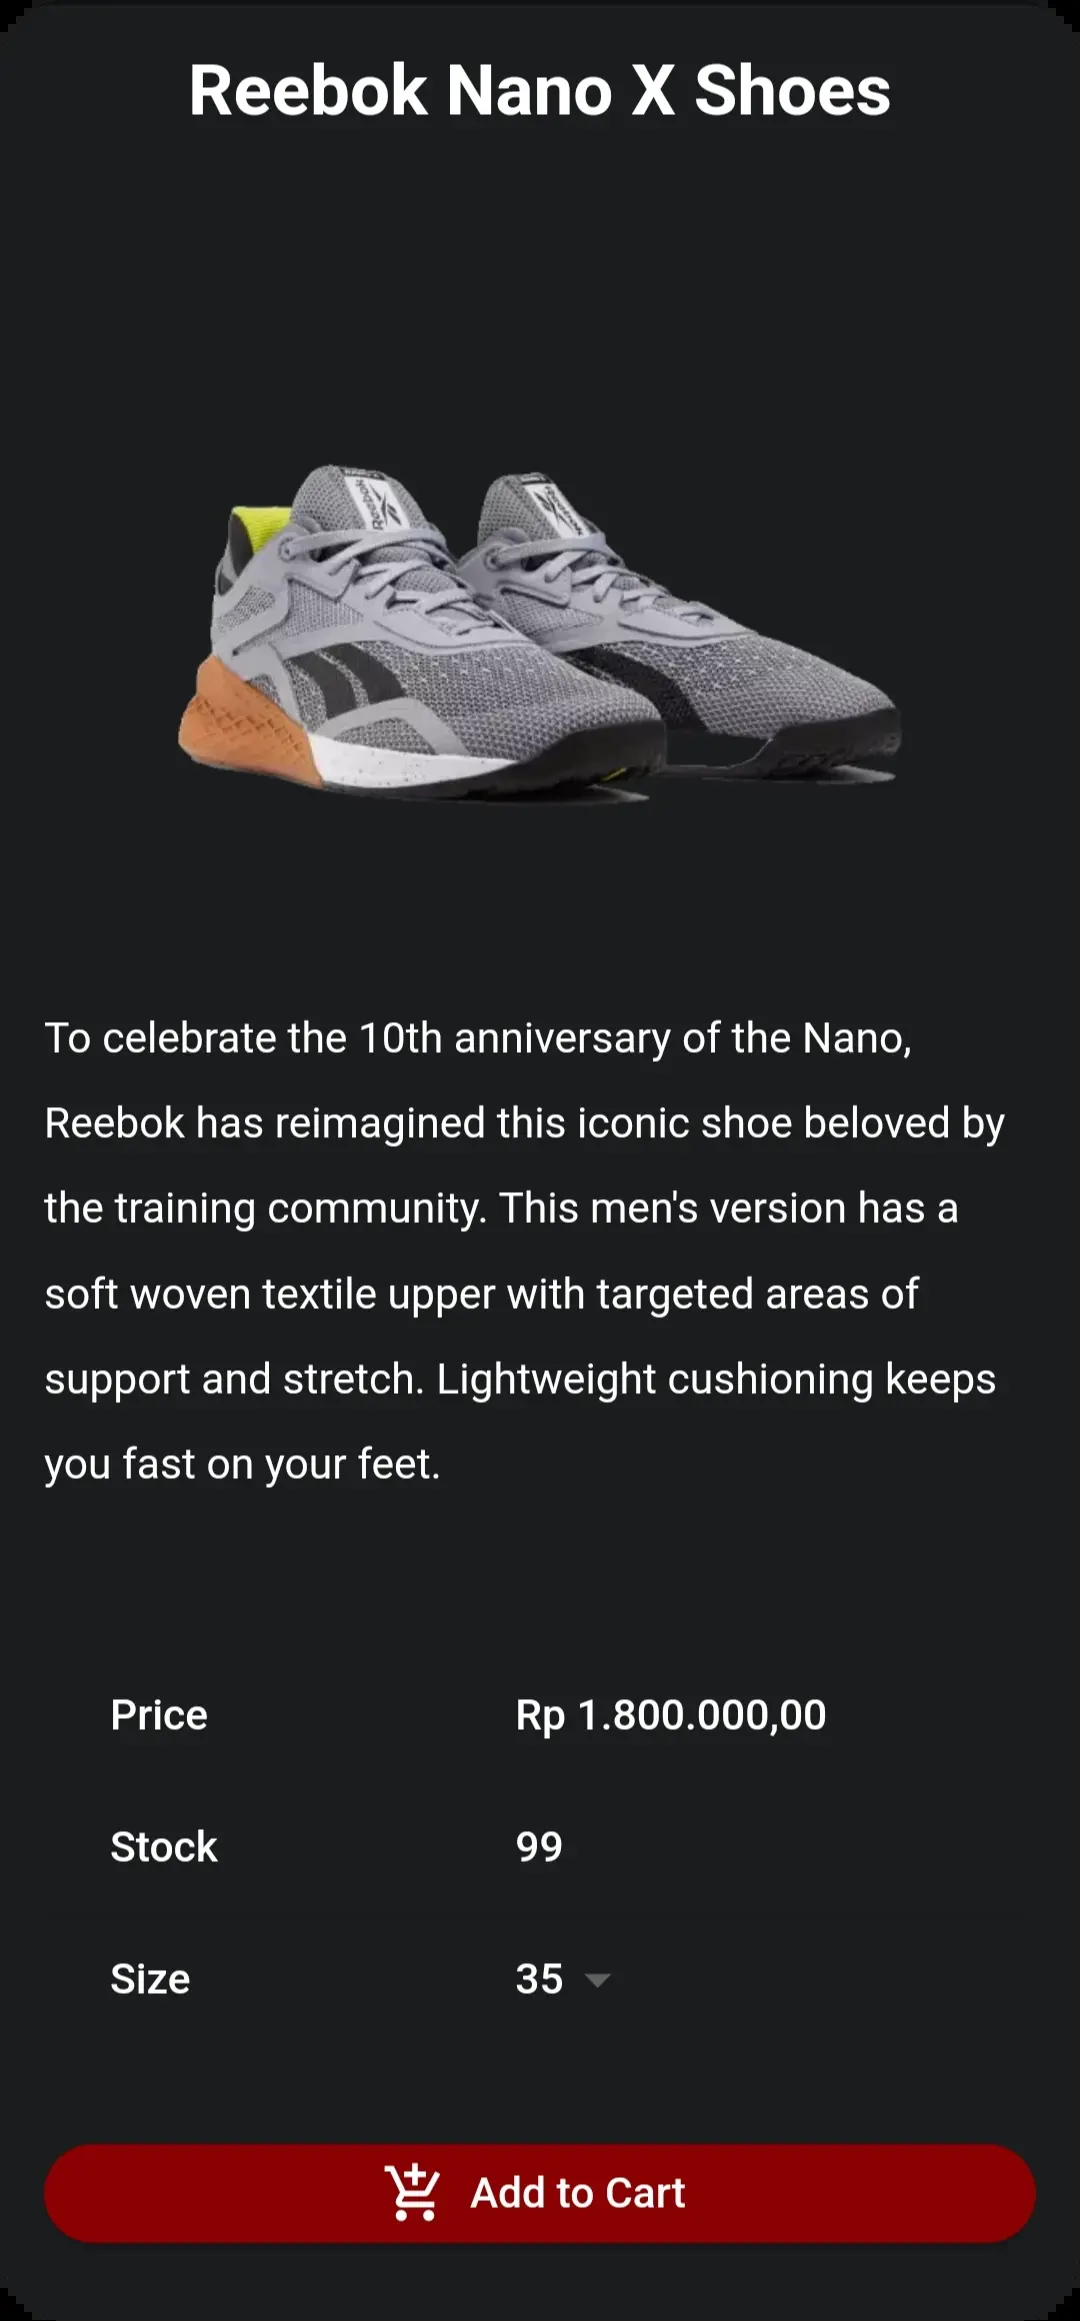 Reebok Nano X Shoes
Reebok
To celebrate the 10th anniversary of the Nano,
Reebok has reimagined this iconic shoe beloved by
the training community. This men's version has a
soft woven textile upper with targeted areas of
support and stretch. Lightweight cushioning keeps
you fast on your feet.
Price
Rp 1.800.000,00
Stock
99
Size
35
Add to Cart